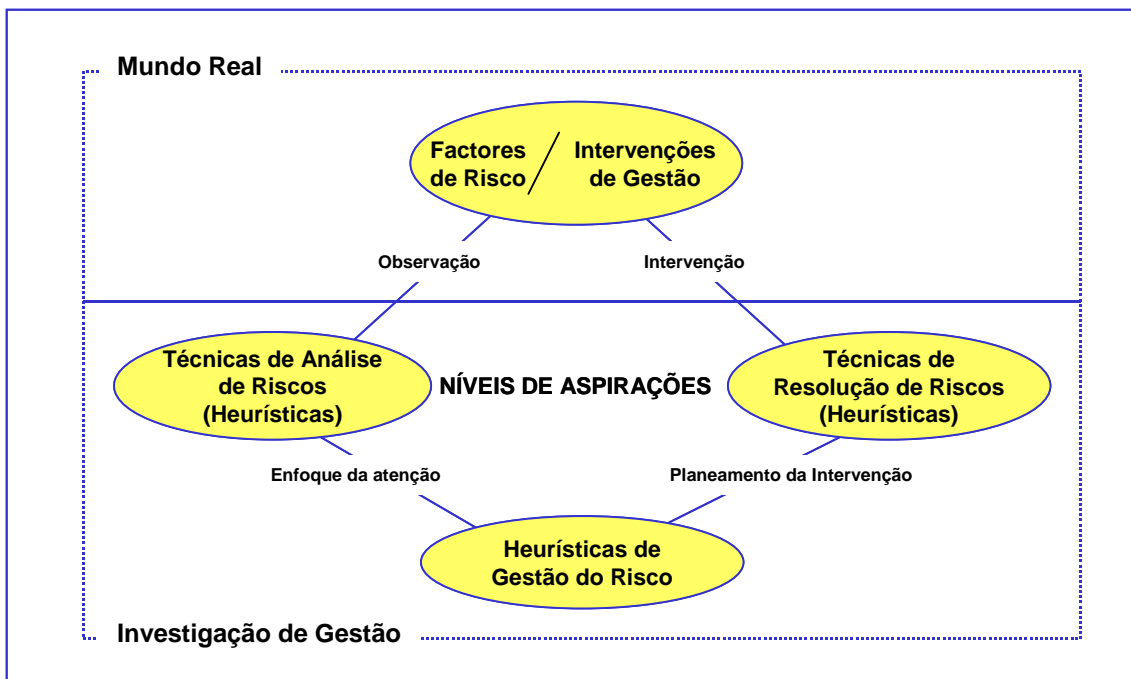 Mundo Real
Factores
de Risco
Intervenções
de Gestão
Observação
Intervenção
Técnicas de Análise
de Riscos
(Heurísticas)
NÍVEIS DE ASPIRAÇÕES
Técnicas de
Resolução de Riscos
(Heurísticas)
Enfoque da atenção
Planeamento da Intervenção
Heurísticas de
Gestão do Risco
Investigação de Gestão